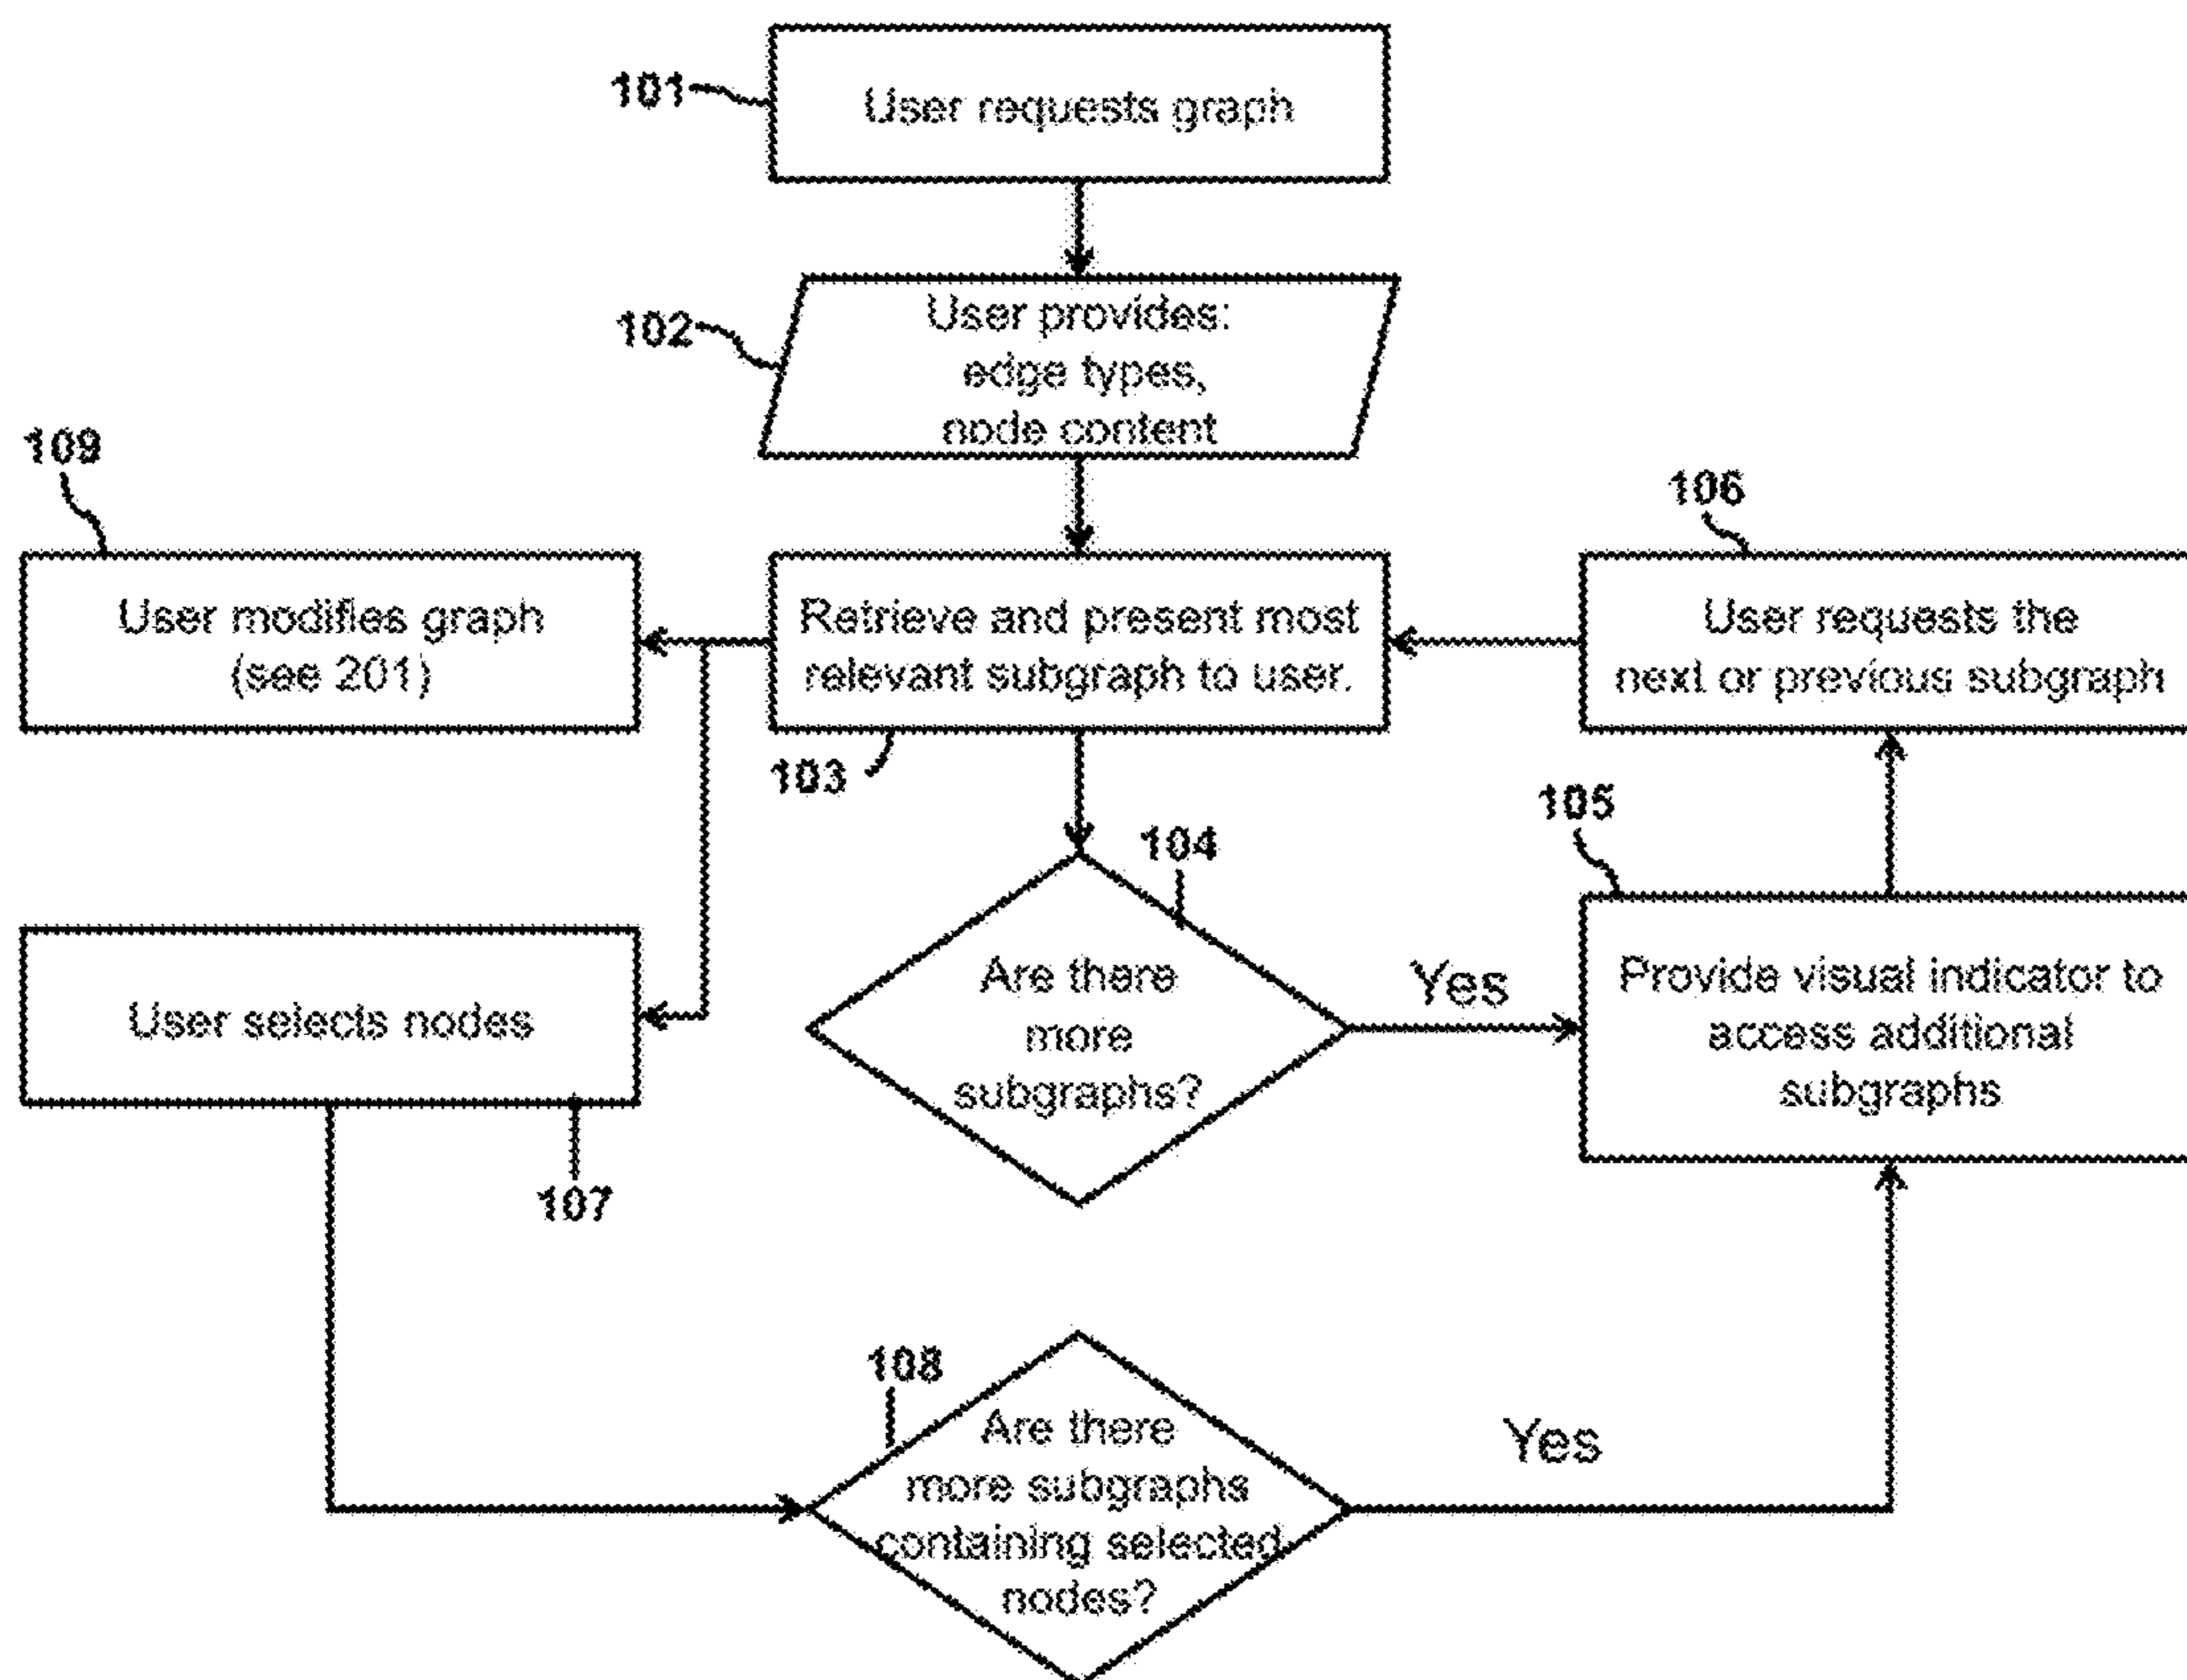 101
User requests graph
102
User provides:
edge types,
node content
109
106
User modifies graph
(see 201)
Retrieve and present most
relevant subgraph to user.
User requests the
next or previous subgraph
103
105
104
User selects nodes
107
Are there
more
subgraphs?
Yes
Provide visual indicator to
access additional
subgraphs
108
Are there
more subgraphs
containing selected
nodes?
Yes